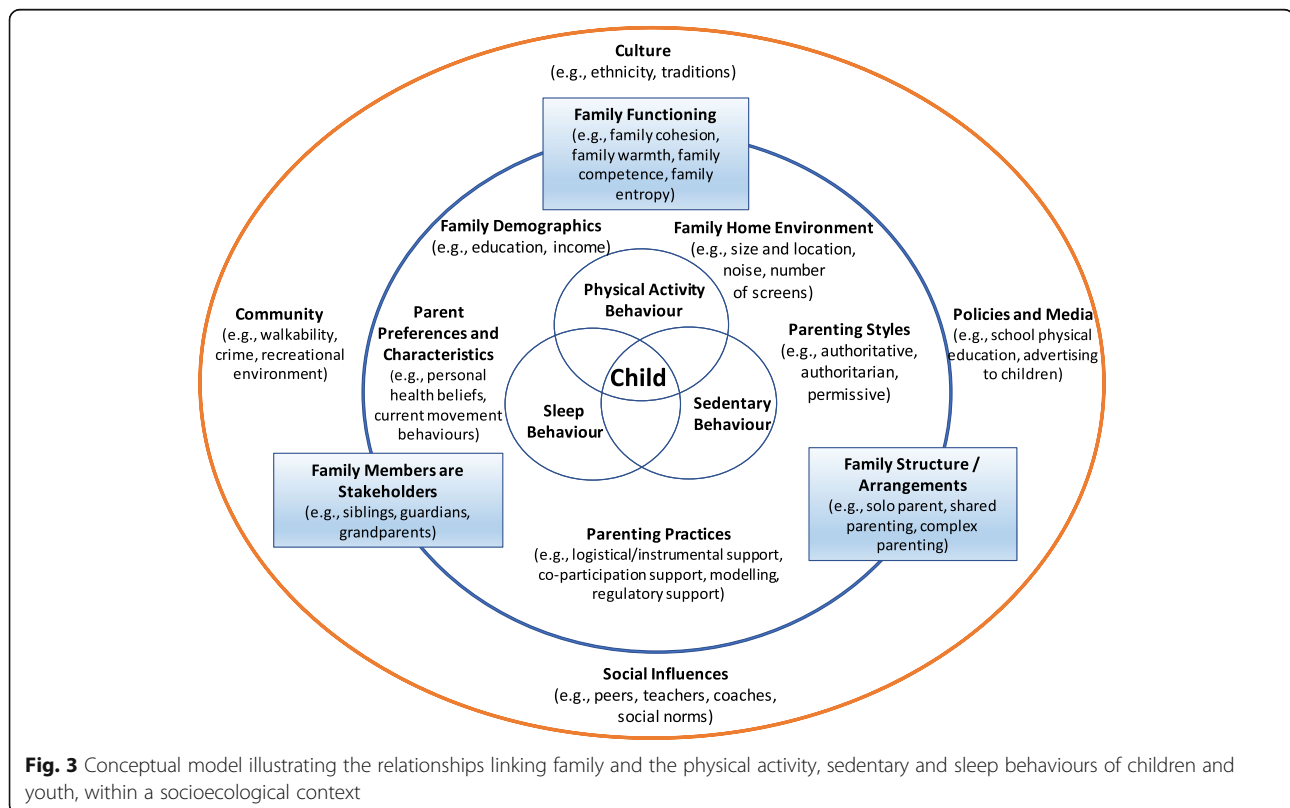 Culture
(e.g., ethnicity, traditions)
Family Functioning
(e.g., family cohesion,
family warmth, family
competence, family
entropy)
Family Demographics
(e.g., education, income)
Family Home Environment
(e.g., size and location,
noise, number
of screens)
Physical Activity
Behaviour
Community
(e.g., walkability,
crime, recreational
environment)
Parent
Preferences and
Characteristics
(e.g., personal
health beliefs,
current movement
behaviours)
Parenting Styles
(e.g., authoritative,
authoritarian,
permissive)
Policies and Media
(e.g., school physical
education, advertising
to children)
Child
Sleep
Behaviour
Sedentary
Behaviour
Family Members are
Stakeholders
(e.g., siblings, guardians,
grandparents)
Family Structure /
Arrangements
(e.g., solo parent, shared
parenting, complex
parenting)
Parenting Practices
(e.g., logistical/instrumental support,
co-participation support, modelling,
regulatory support)
Social Influences
(e.g., peers, teachers, coaches,
social norms)
Fig. 3 Conceptual model illustrating the relationships linking family and the physical activity, sedentary and sleep behaviours of children and
youth, within a socioecological context